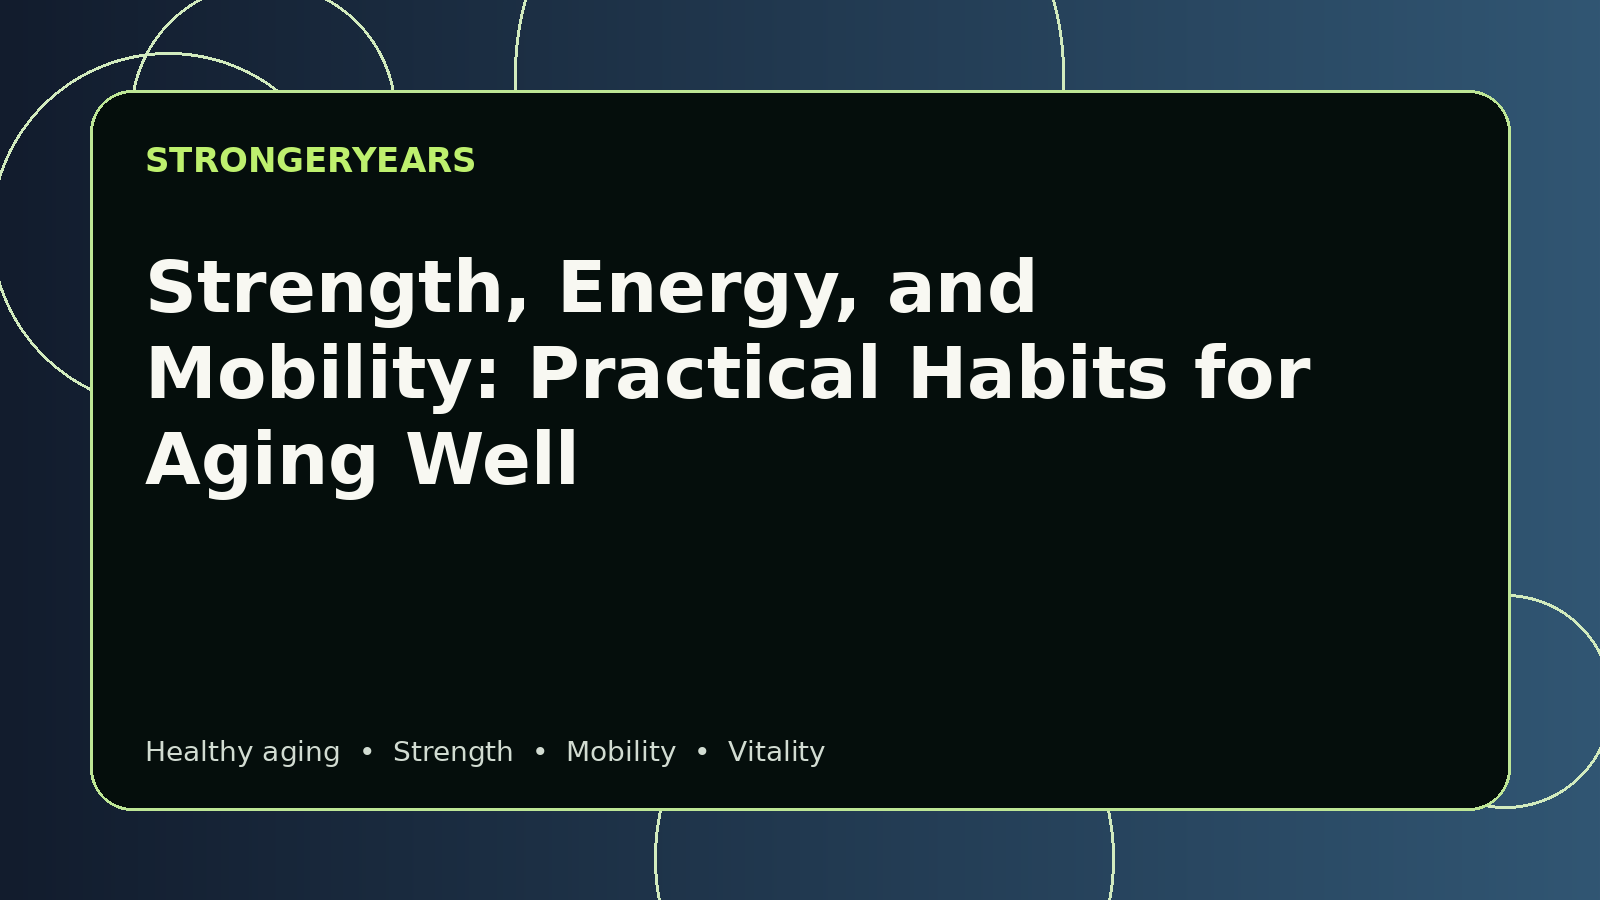 STRONGERYEARS
Strength, Energy, and
Mobility: Practical Habits for
Aging Well
Healthy aging • Strength • Mobility • Vitality